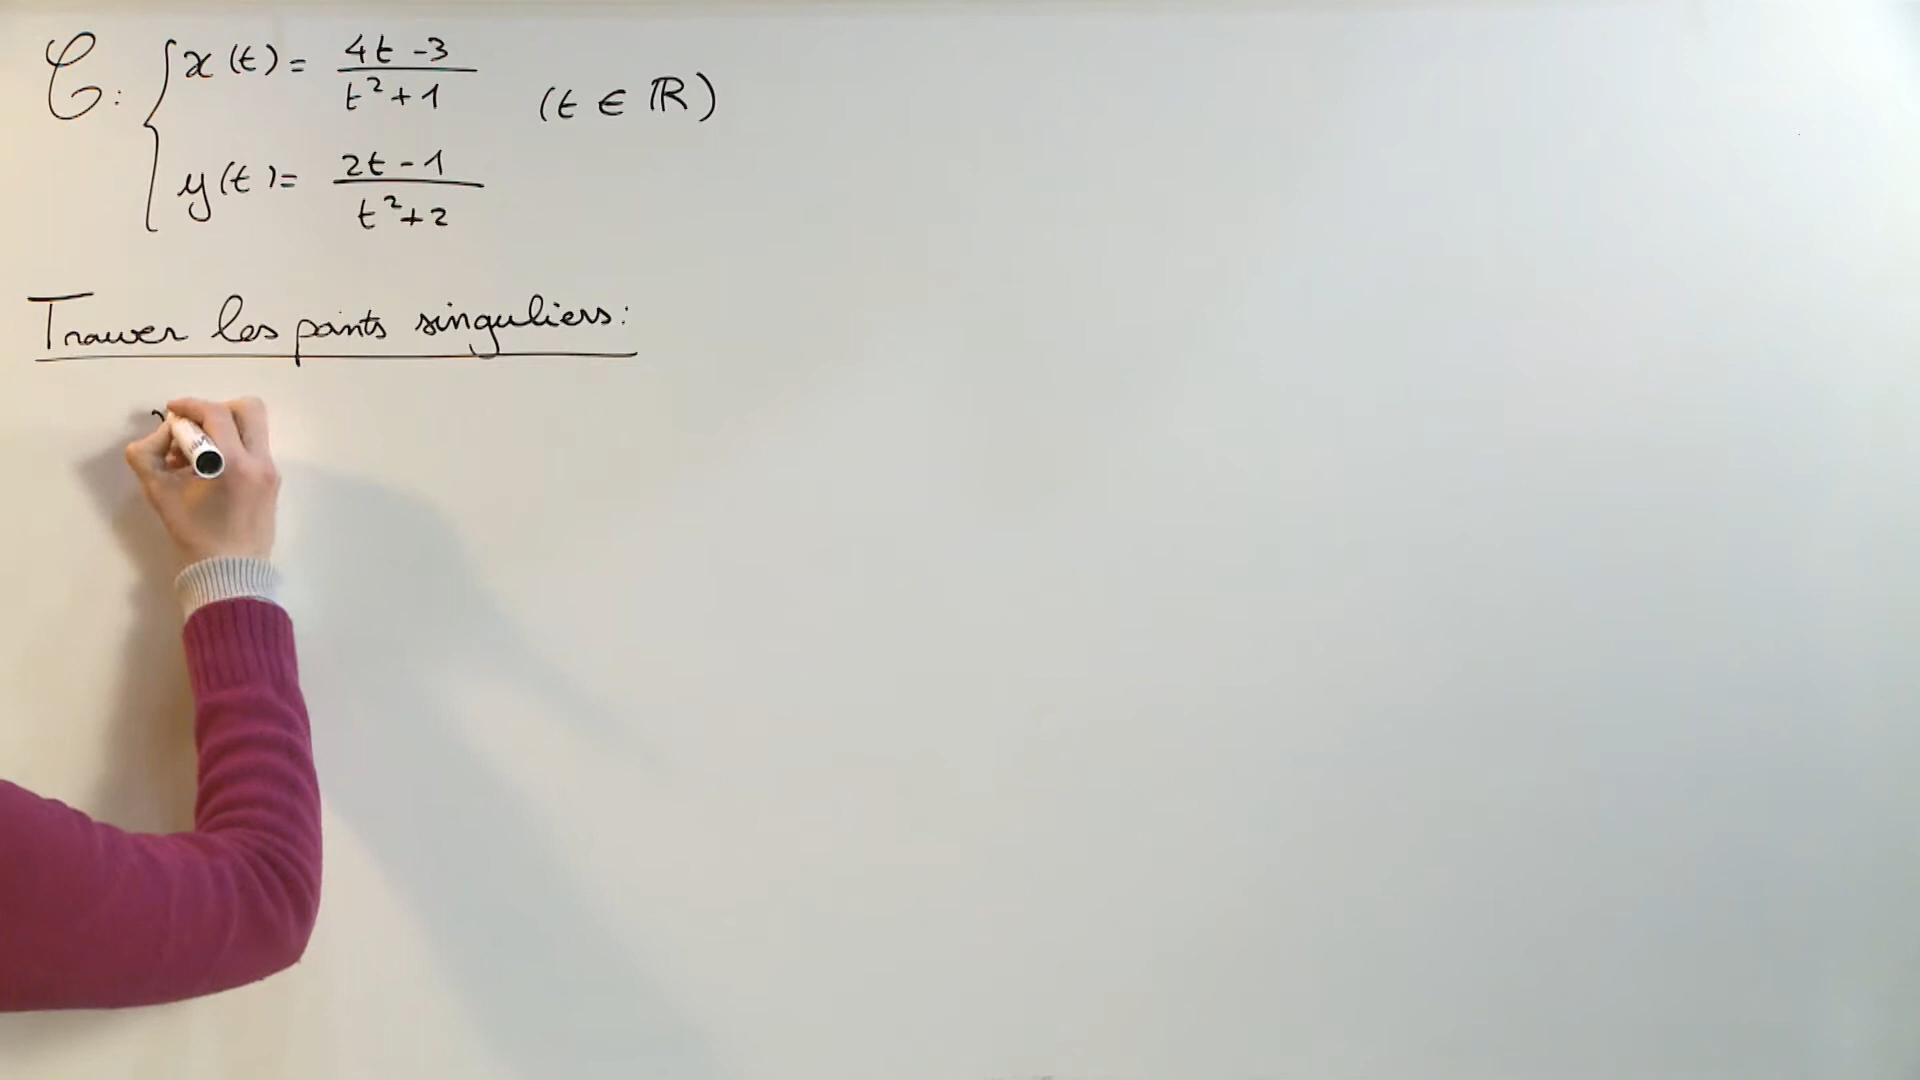 C : { x(t) = (4t - 3)/(t² + 1) (t ∈ ℝ)
y(t) = (2t - 1)/(t² + 2)
Trouver les points singuliers :